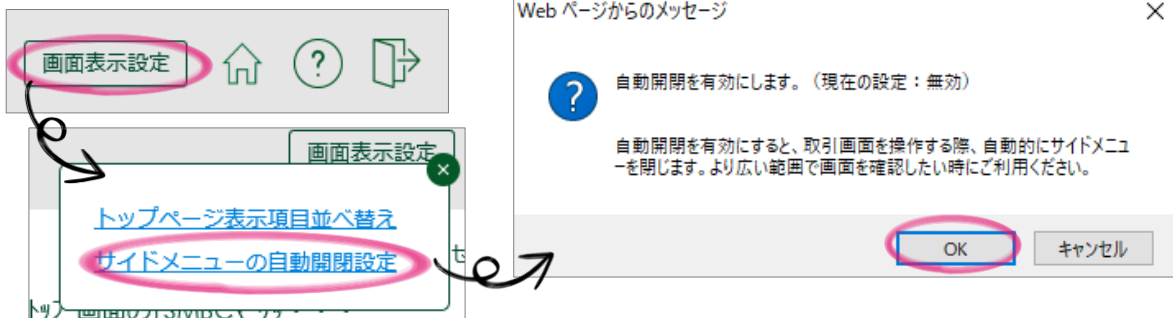 画面表示設定
?
画面表示設定
トップページ表示項目並べ替え
サイドメニューの自動開閉設定
Web ページからのメッセージ
自動開閉を有効にします。（現在の設定：無効）
自動開閉を有効にすると、取引画面を操作する際、自動的にサイドメニュ
ーを閉じます。より広い範囲で画面を確認したい時にご利用ください。
OK
キャンセル